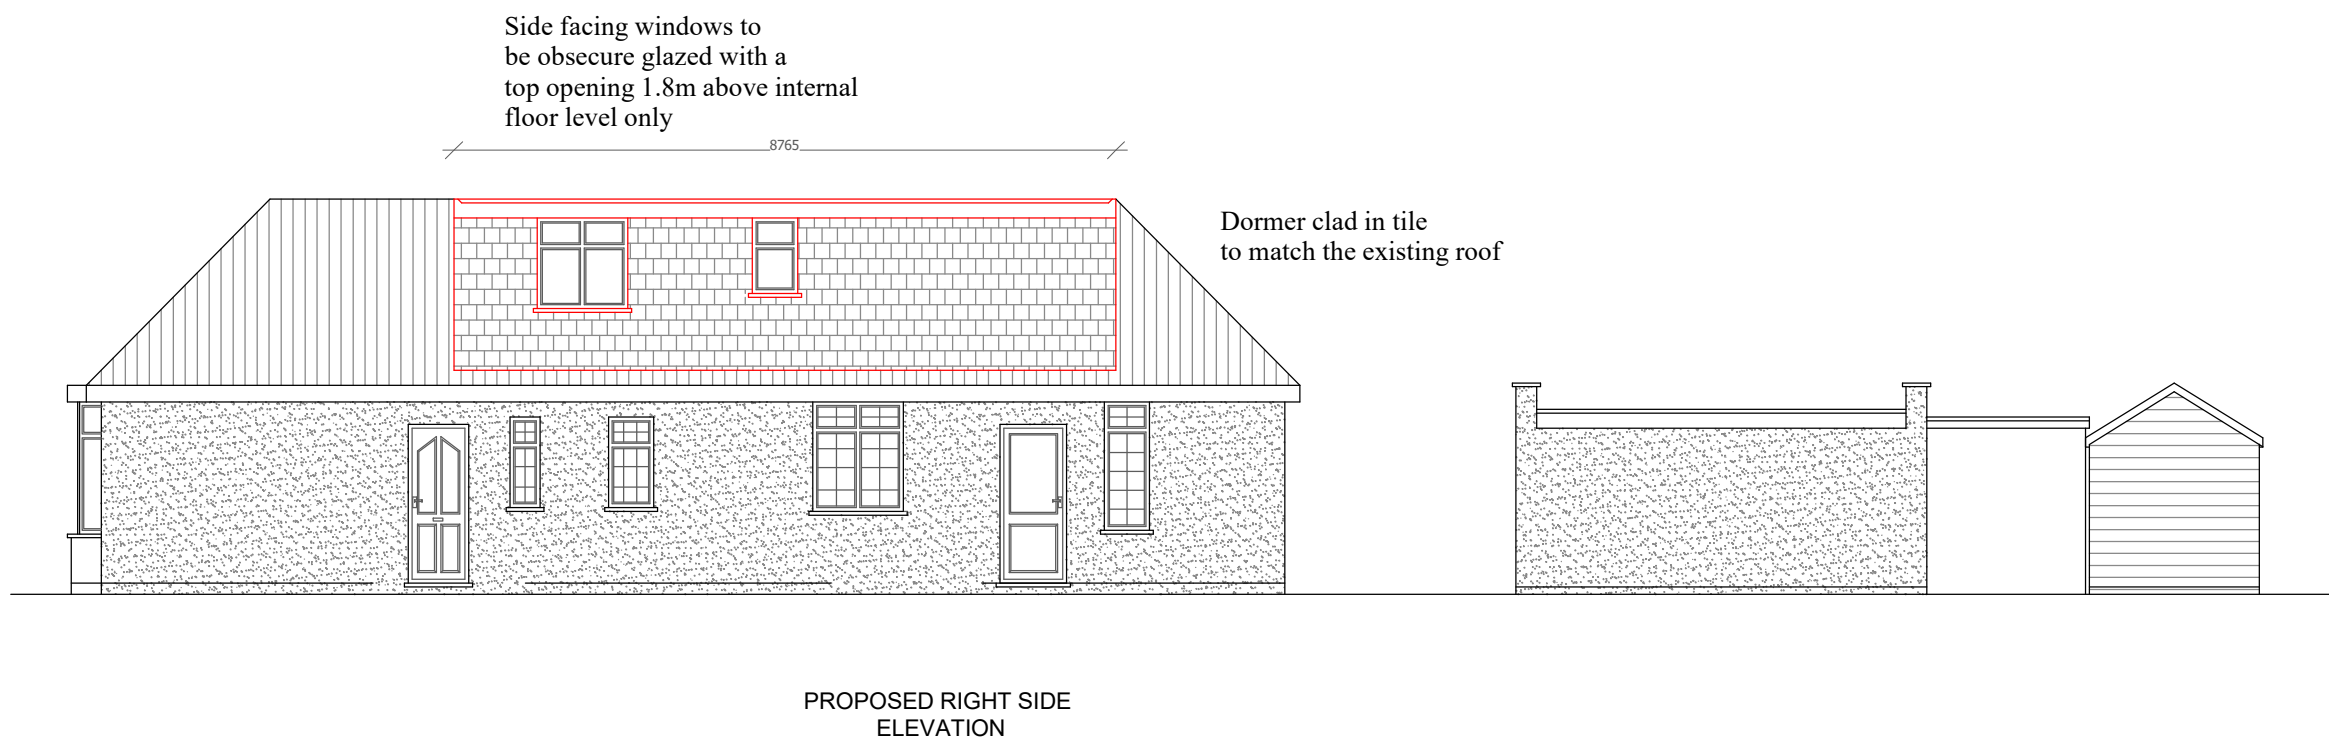 Side facing windows to
be obsecure glazed with a
top opening 1.8m above internal
floor level only
8765
Dormer clad in tile
to match the existing roof
PROPOSED RIGHT SIDE
ELEVATION